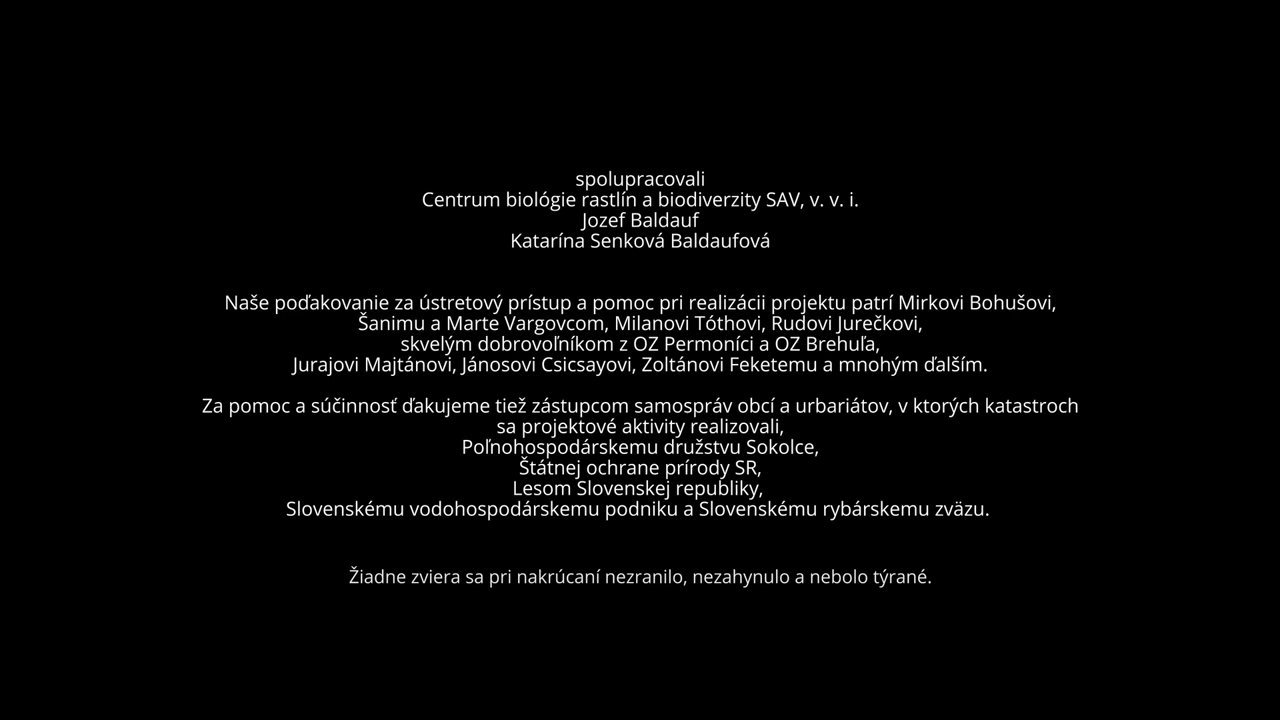 spolupracovali
Centrum biológie rastlín a biodiverzity SAV, v. v. i.
Jozef Baldauf
Katarína Senková Baldaufová
Naše poďakovanie za ústretový prístup a pomoc pri realizácii projektu patrí Mirkovi Bohušovi,
Šanimu a Marte Vargovcom, Milanovi Tóthovi, Rudovi Jurečkovi,
skvelým dobrovoľníkom z OZ Permoníci a OZ Brehuľa,
Jurajovi Majtánovi, Jánosovi Csicsayovi, Zoltánovi Feketemu a mnohým ďalším.
Za pomoc a súčinnosť ďakujeme tiež zástupcom samospráv obcí a urbariátov, v ktorých katastroch
sa projektové aktivity realizovali,
Poľnohospodárskemu družstvu Sokolce,
Štátnej ochrane prírody SR,
Lesom Slovenskej republiky,
Slovenskému vodohospodárskemu podniku a Slovenskému rybárskemu zväzu.
Žiadne zviera sa pri nakrúcaní nezranilo, nezahynulo a nebolo týrané.